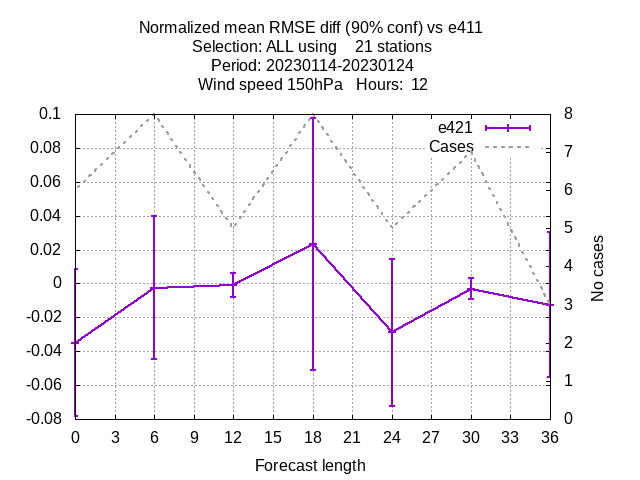 Normalized mean RMSE diff (90% conf) vs e411
Selection: ALL using    21 stations
Period: 20230114-20230124
Wind speed 150hPa   Hours:  12
e421
Cases
0.1
0.08
0.06
0.04
0.02
0
-0.02
-0.04
-0.06
-0.08
8
7
6
5
4
3
2
1
0
No cases
0 3 6 9 12 15 18 21 24 27 30 33 36
Forecast length